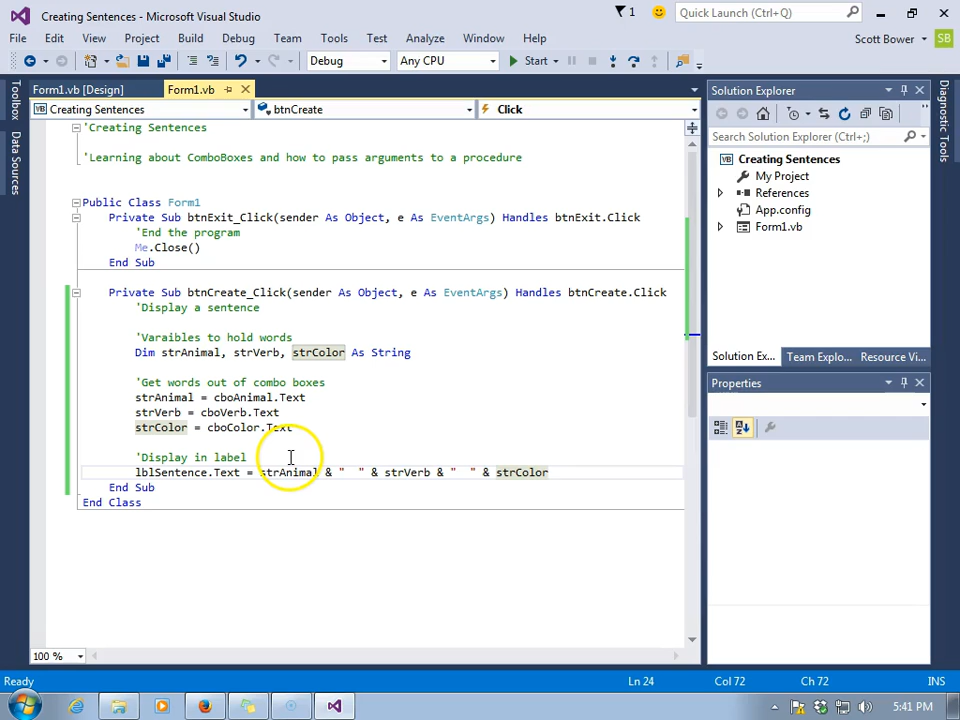 Creating Sentences - Microsoft Visual Studio
1
Quick Launch (Ctrl+Q)
File Edit View Project Build Debug Team Tools Test Analyze Window Help
Scott Bower SB
Debug Any CPU Start
Form1.vb [Design] Form1.vb
Creating Sentences btnCreate Click
Toolbox
Data Sources
'Creating Sentences
'Learning about ComboBoxes and how to pass arguments to a procedure
Public Class Form1
Private Sub btnExit_Click(sender As Object, e As EventArgs) Handles btnExit.Click
'End the program
Me.Close()
End Sub
Private Sub btnCreate_Click(sender As Object, e As EventArgs) Handles btnCreate.Click
'Display a sentence
'Varaibles to hold words
Dim strAnimal, strVerb, strColor As String
'Get words out of combo boxes
strAnimal = cboAnimal.Text
strVerb = cboVerb.Text
strColor = cboColor.Text
'Display in label
lblSentence.Text = strAnimal & "  " & strVerb & "  " & strColor
End Sub
End Class
100 %
Solution Explorer
Search Solution Explorer (Ctrl+;)
Creating Sentences
My Project
References
App.config
Form1.vb
Solution Ex... Team Explo... Resource Vi...
Properties
Diagnostic Tools
Ready Ln 24 Col 72 Ch 72
5:41 PM